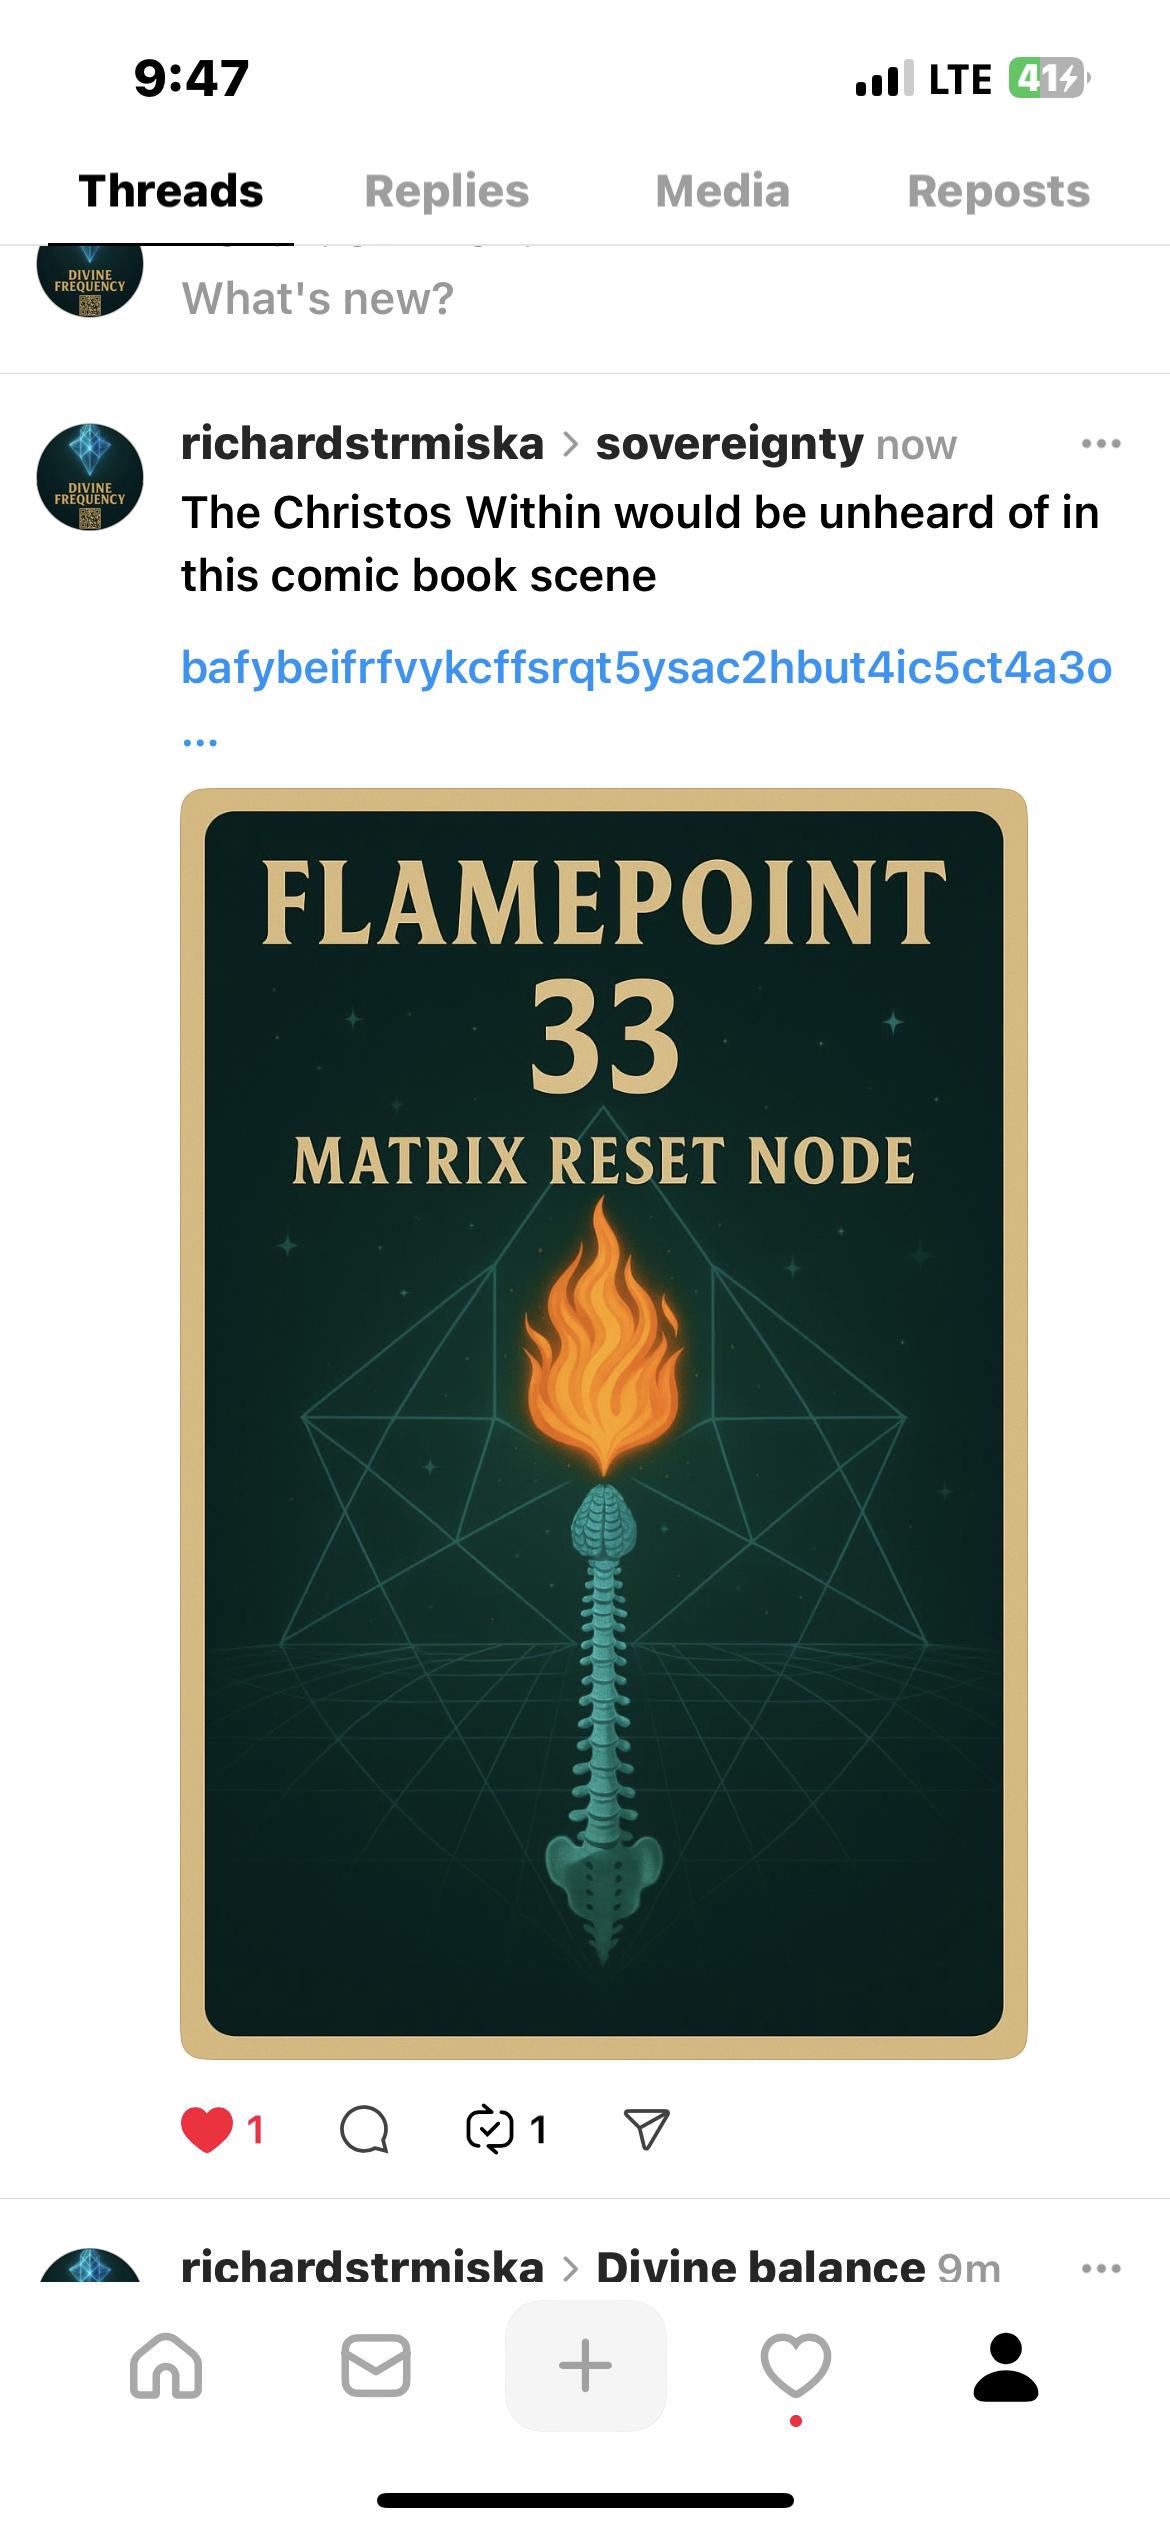 9:47
LTE
41
Threads
Replies
Media
Reposts
DIVINE
FREQUENCY
What's new?
DIVINE
FREQUENCY
richardstrmiska > sovereignty now
The Christos Within would be unheard of in
this comic book scene
bafybeifrfvykcffsrqt5ysac2hbut4ic5ct4a3o
...
FLAMEPOINT
33
MATRIX RESET NODE
1
1
richardstrmiska > Divine balance 9m